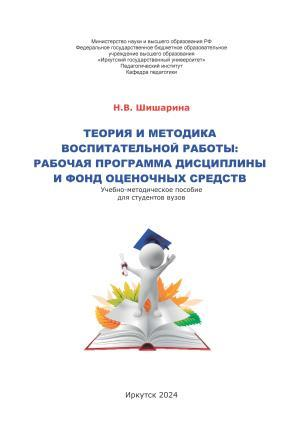 Министерство науки и высшего образования РФ
Федеральное государственное бюджетное образовательное
учреждение высшего образования
«Иркутский государственный университет»
Педагогический институт
Кафедра педагогики
Н.В. Шишарина
ТЕОРИЯ И МЕТОДИКА
ВОСПИТАТЕЛЬНОЙ РАБОТЫ:
РАБОЧАЯ ПРОГРАММА ДИСЦИПЛИНЫ
И ФОНД ОЦЕНОЧНЫХ СРЕДСТВ
Учебно-методическое пособие
для студентов вузов
Иркутск 2024